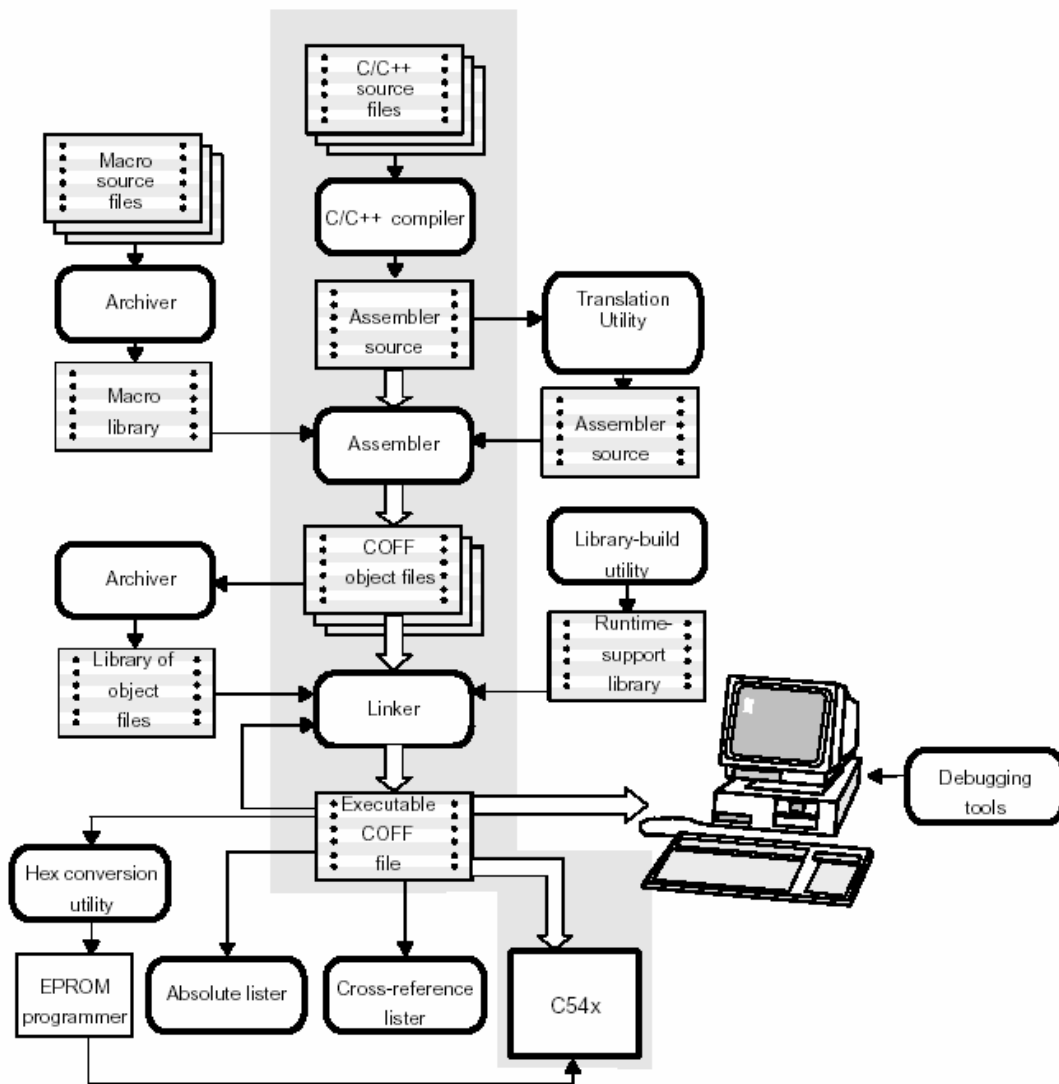 C/C++
source
files
Macro
source
files
C/C++ compiler
Archiver
Translation
Utility
Assembler
source
Macro
library
Assembler
Assembler
source
Archiver
COFF
object files
Library-build
utility
Library of
object
files
Runtime-
support
library
Linker
Debugging
tools
Executable
COFF
file
Hex conversion
utility
EPROM
programmer
Absolute lister
Cross-reference
lister
C54x